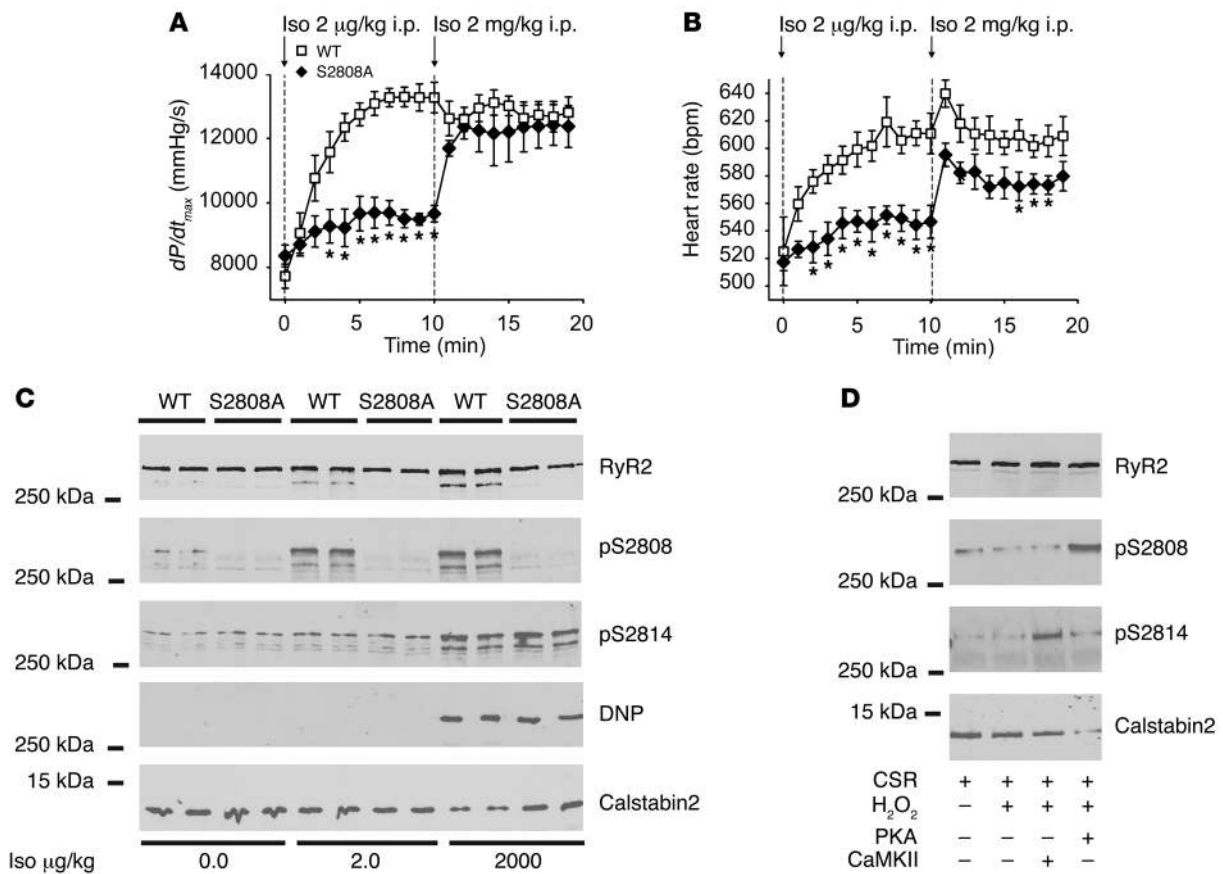 A
Iso 2 μg/kg i.p.
Iso 2 mg/kg i.p.
WT
S2808A
14000
12000
10000
8000
dP/dt_max (mmHg/s)
* * * * * * * *
0 5 10 15 20
Time (min)
B
Iso 2 μg/kg i.p.
Iso 2 mg/kg i.p.
640
620
600
580
560
540
520
500
Heart rate (bpm)
* * * * * * * * * * * *
0 5 10 15 20
Time (min)
C
WT S2808A WT S2808A WT S2808A
RyR2
250 kDa
pS2808
250 kDa
pS2814
250 kDa
DNP
250 kDa
15 kDa
Calstabin2
Iso μg/kg 0.0 2.0 2000
D
RyR2
250 kDa
pS2808
250 kDa
pS2814
250 kDa
15 kDa
Calstabin2
CSR + + + +
H₂O₂ – + + +
PKA – – – +
CaMKII – – + –